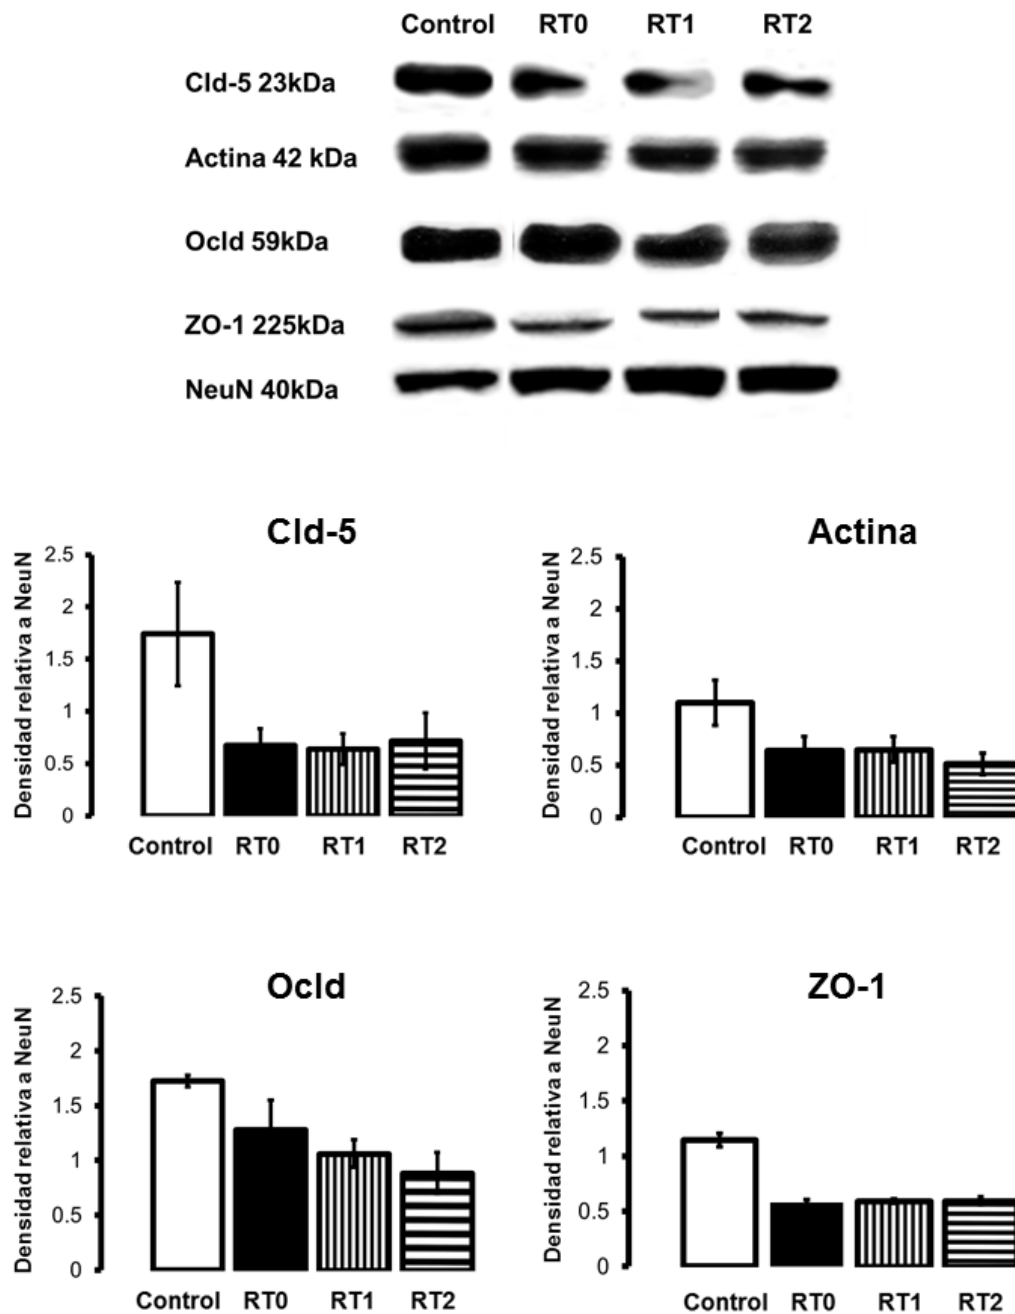 Control RT0 RT1 RT2
Cld-5 23kDa
Actina 42 kDa
Ocld 59kDa
ZO-1 225kDa
NeuN 40kDa
Cld-5
Densidad relativa a NeuN
2.5
2
1.5
1
0.5
0
Control RT0 RT1 RT2
Actina
Densidad relativa a NeuN
2.5
2
1.5
1
0.5
0
Control RT0 RT1 RT2
Ocld
Densidad relativa a NeuN
2.5
2
1.5
1
0.5
0
Control RT0 RT1 RT2
ZO-1
Densidad relativa a NeuN
2.5
2
1.5
1
0.5
0
Control RT0 RT1 RT2